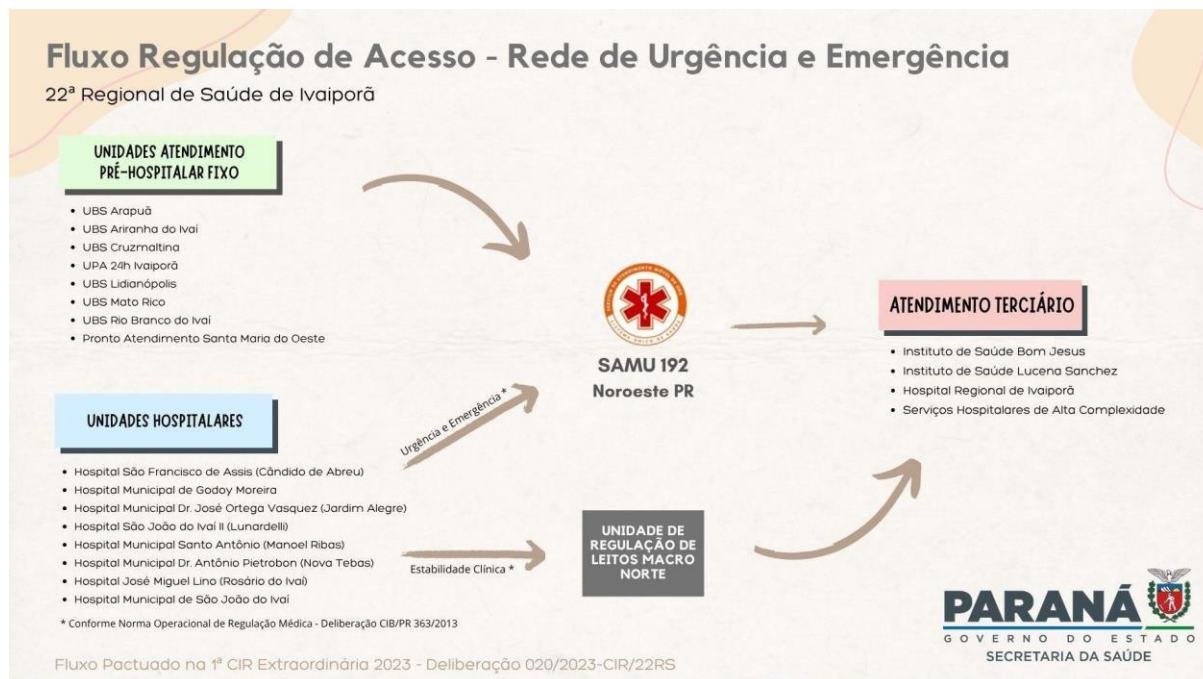 Fluxo Regulação de Acesso - Rede de Urgência e Emergência
22ª Regional de Saúde de Ivaiporã
UNIDADES ATENDIMENTO
PRÉ-HOSPITALAR FIXO
• UBS Arapuã
• UBS Ariranha do Ivaí
• UBS Cruzmaltina
• UPA 24h Ivaiporã
• UBS Lidianópolis
• UBS Mato Rico
• UBS Rio Branco do Ivaí
• Pronto Atendimento Santa Maria do Oeste
UNIDADES HOSPITALARES
• Hospital São Francisco de Assis (Cândido de Abreu)
• Hospital Municipal de Godoy Moreira
• Hospital Municipal Dr. José Ortega Vasquez (Jardim Alegre)
• Hospital São João do Ivaí II (Lunardelli)
• Hospital Municipal Santo Antônio (Manoel Ribas)
• Hospital Municipal Dr. Antônio Pietrobon (Nova Tebas)
• Hospital José Miguel Lino (Rosário do Ivaí)
• Hospital Municipal de São João do Ivaí
* Conforme Norma Operacional de Regulação Médica - Deliberação CIB/PR 363/2013
Urgência e Emergência *
Estabilidade Clínica *
SAMU 192
Noroeste PR
UNIDADE DE
REGULAÇÃO DE
LEITOS MACRO
NORTE
ATENDIMENTO TERCIÁRIO
• Instituto de Saúde Bom Jesus
• Instituto de Saúde Lucena Sanchez
• Hospital Regional de Ivaiporã
• Serviços Hospitalares de Alta Complexidade
PARANÁ
GOVERNO DO ESTADO
SECRETARIA DA SAÚDE
Fluxo Pactuado na 1ª CIR Extraordinária 2023 - Deliberação 020/2023-CIR/22RS